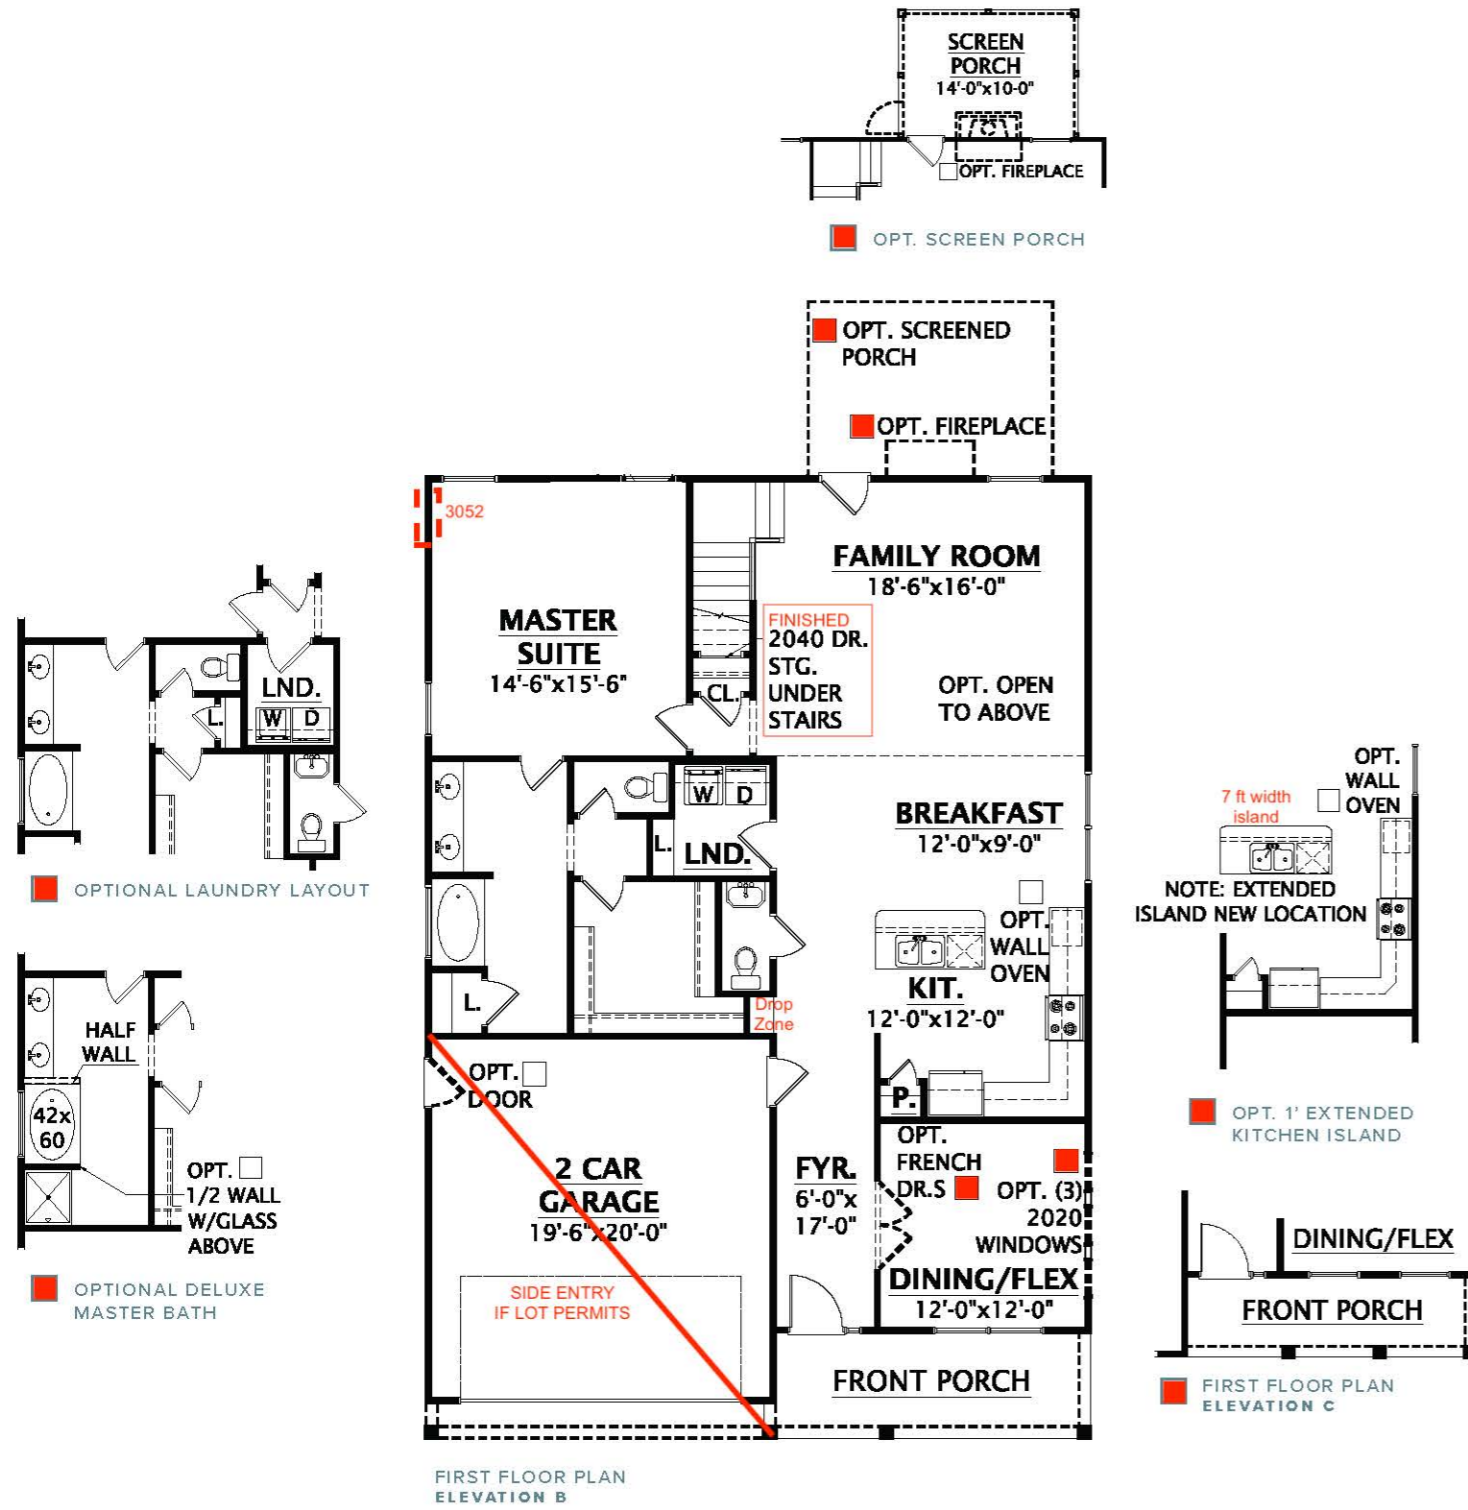 SCREEN
PORCH
14'-0"x10-0"
OPT. FIREPLACE
OPT. SCREEN PORCH
OPT. SCREENED
PORCH
OPT. FIREPLACE
3052
FAMILY ROOM
18'-6"x16'-0"
MASTER
SUITE
14'-6"x15'-6"
FINISHED
2040 DR.
STG.
UNDER
STAIRS
CL.
OPT. OPEN
TO ABOVE
LND.
L.
W D
OPTIONAL LAUNDRY LAYOUT
W D
L.
LND.
BREAKFAST
12'-0"x9'-0"
OPT.
WALL
OVEN
KIT.
12'-0"x12'-0"
L.
Drop
Zone
P.
OPT.
WALL
OVEN
7 ft width
island
NOTE: EXTENDED
ISLAND NEW LOCATION
OPT. 1' EXTENDED
KITCHEN ISLAND
HALF
WALL
42x
60
OPT.
1/2 WALL
W/GLASS
ABOVE
OPTIONAL DELUXE
MASTER BATH
OPT.
DOOR
2 CAR
GARAGE
19'-6"x20'-0"
SIDE ENTRY
IF LOT PERMITS
FYR.
6'-0"x
17'-0"
OPT.
FRENCH
DR.S
OPT. (3)
2020
WINDOWS
DINING/FLEX
12'-0"x12'-0"
FRONT PORCH
DINING/FLEX
FRONT PORCH
FIRST FLOOR PLAN
ELEVATION C
FIRST FLOOR PLAN
ELEVATION B